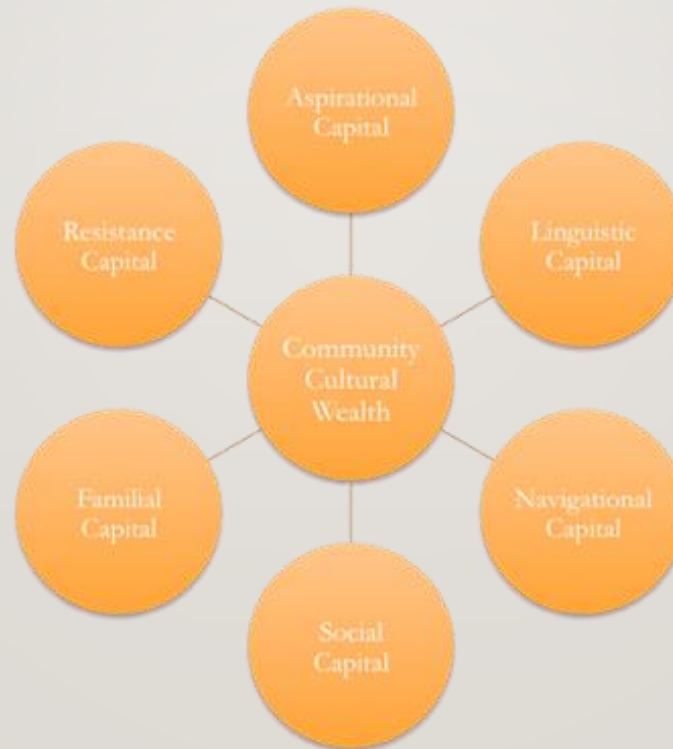 Aspirational
Capital
Linguistic
Capital
Navigational
Capital
Social
Capital
Familial
Capital
Resistance
Capital
Community
Cultural
Wealth